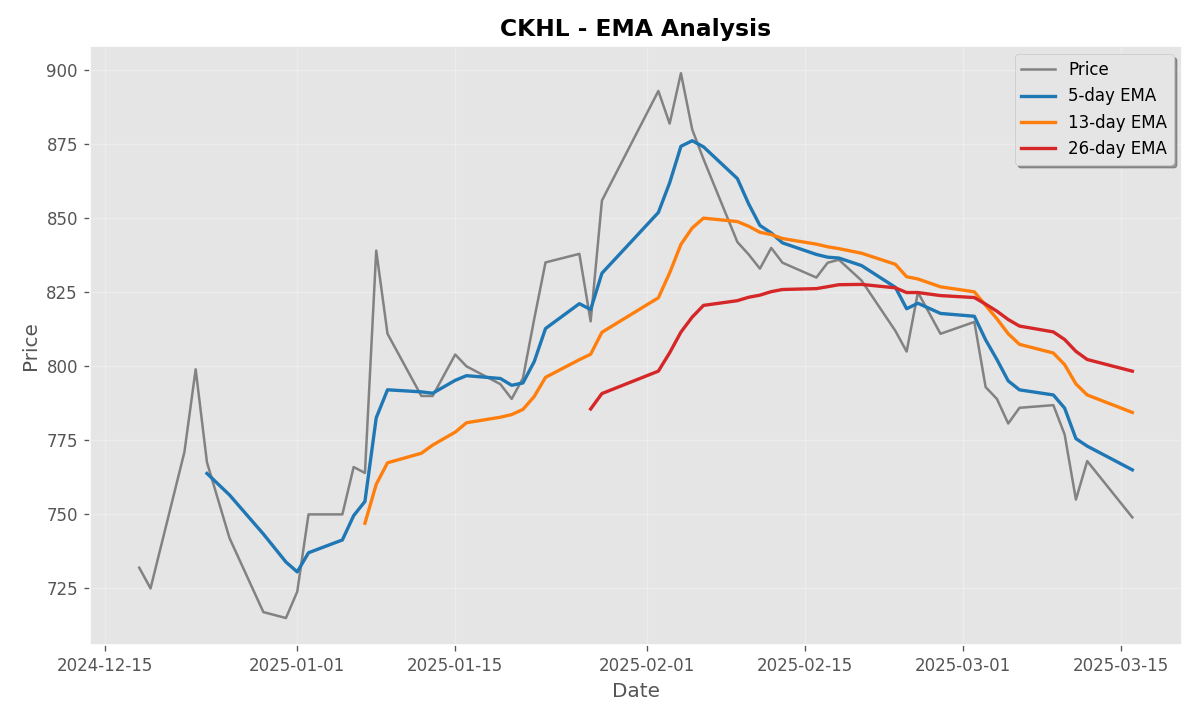 CKHL - EMA Analysis
Price
5-day EMA
13-day EMA
26-day EMA
900
875
850
825
800
775
750
725
Price
2024-12-15
2025-01-01
2025-01-15
2025-02-01
2025-02-15
2025-03-01
2025-03-15
Date